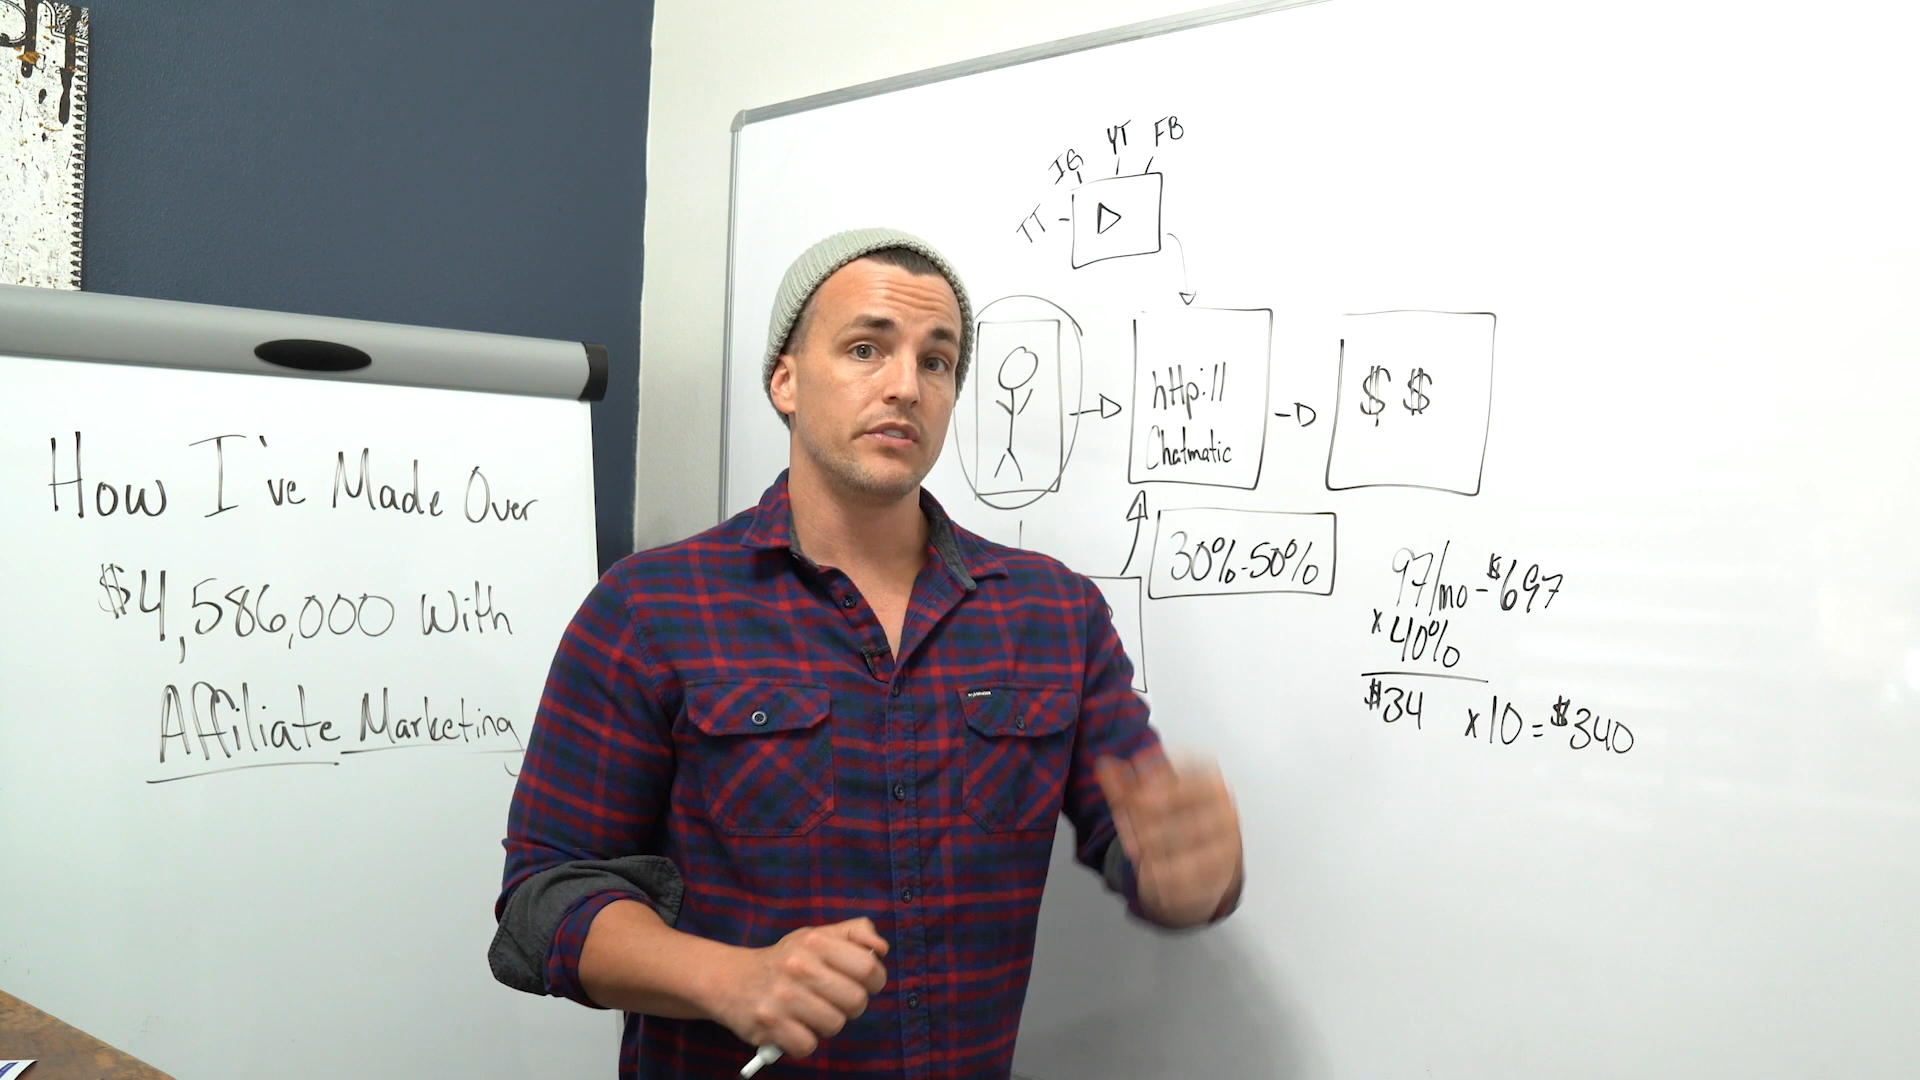 How I've Made Over
$4,586,000 With
Affiliate Marketing
IG YT FB
TT
http://
Chatmatic
$ $
30%-50%
97/mo - $697
x 40%
$34 x10 = $340